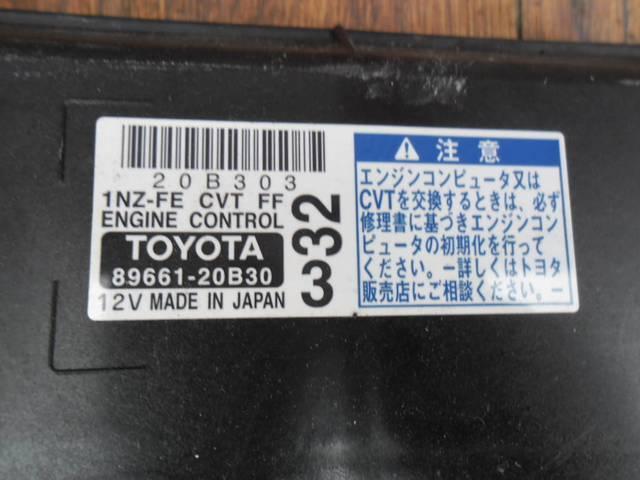 20B303
1NZ-FE CVT FF
ENGINE CONTROL
TOYOTA
89661-20B30
12V MADE IN JAPAN
332
注意
エンジンコンピュータ又は
CVTを交換するときは、必ず
修理書に基づきエンジンコン
ピュータの初期化を行って
ください。ー詳しくはトヨタ
販売店にご相談ください。ー